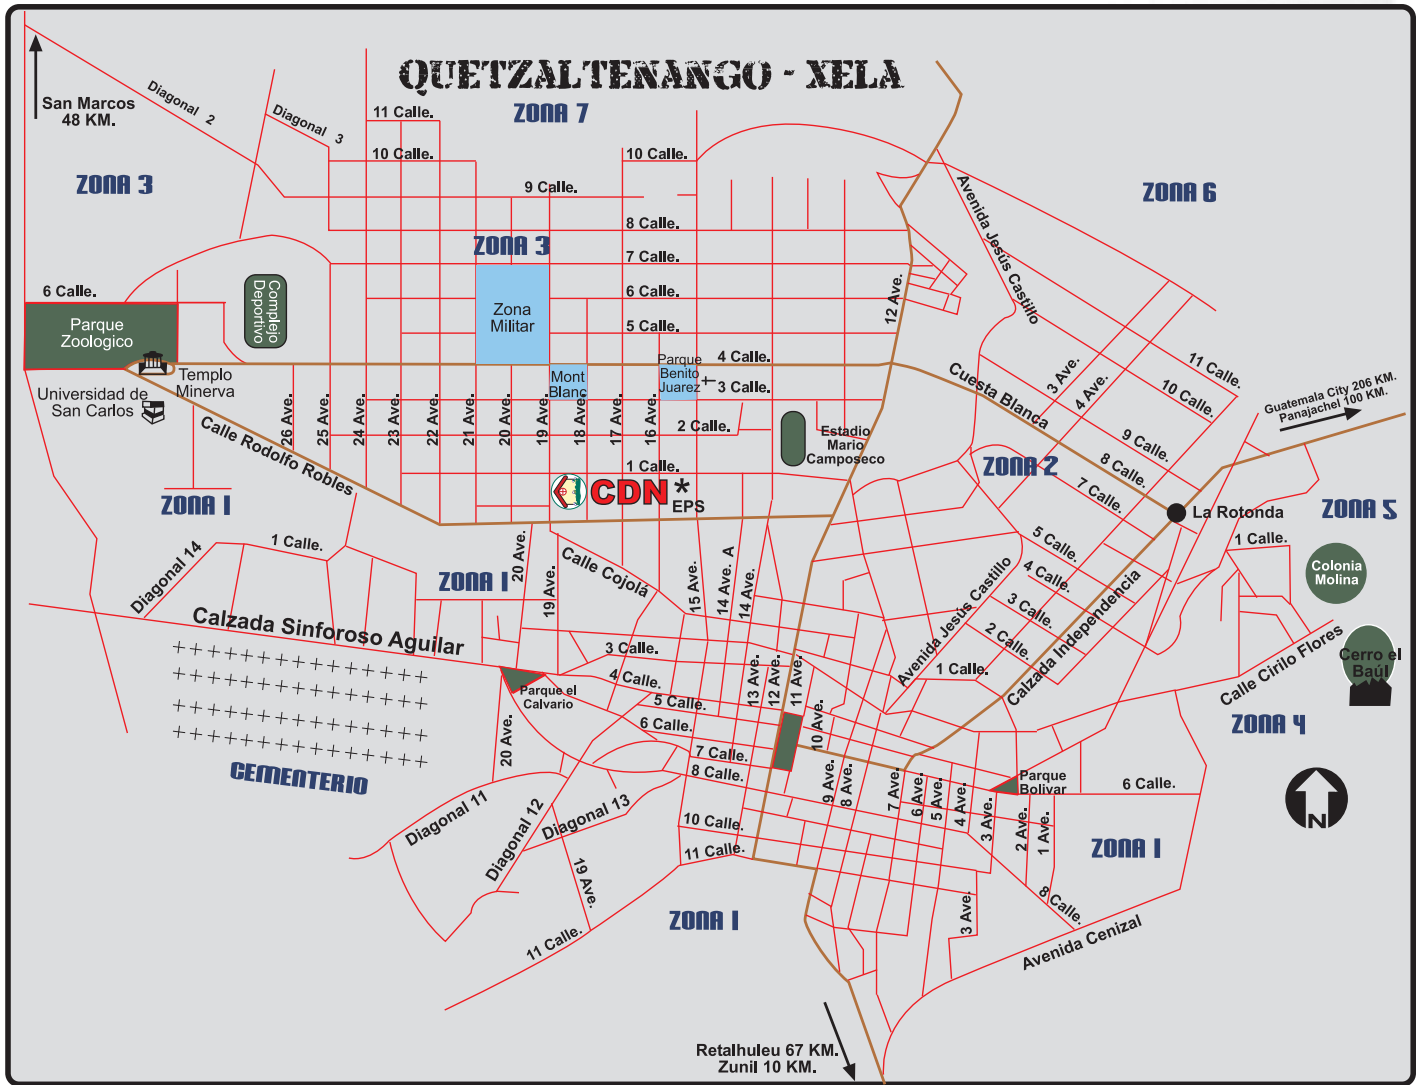 QUETZALTENANGO - XELA
San Marcos
48 KM.
Diagonal 2
Diagonal 3
11 Calle.
ZONA 7
10 Calle.
10 Calle.
9 Calle.
8 Calle.
ZONA 3
ZONA 3
7 Calle.
ZONA 6
Avenida Jesús Castillo
6 Calle.
6 Calle.
Complejo
Deportivo
Zona
Militar
5 Calle.
12 Ave.
Parque
Zoologico
4 Calle.
Parque
Benito
Juarez
3 Calle.
Mont
Blanc
Templo
Minerva
Universidad de
San Carlos
26 Ave.
25 Ave.
24 Ave.
23 Ave.
22 Ave.
21 Ave.
20 Ave.
19 Ave.
18 Ave.
17 Ave.
16 Ave.
2 Calle.
Estadio
Mario
Camposeco
Cuesta Blanca
3 Ave.
4 Ave.
11 Calle.
10 Calle.
9 Calle.
8 Calle.
7 Calle.
Guatemala City 206 KM.
Panajachel 100 KM.
Calle Rodolfo Robles
1 Calle.
CDN *
EPS
ZONA 2
La Rotonda
ZONA 5
ZONA 1
1 Calle.
Colonia
Molina
1 Calle.
Diagonal 14
ZONA 1
20 Ave.
19 Ave.
Calle Cojolá
15 Ave.
14 Ave. A
14 Ave.
5 Calle.
4 Calle.
3 Calle.
2 Calle.
1 Calle.
Avenida Jesús Castillo
Calzada Independencia
Calzada Sinforoso Aguilar
Calle Cirilo Flores
Cerro el
Baúl
ZONA 4
3 Calle.
4 Calle.
5 Calle.
6 Calle.
7 Calle.
8 Calle.
13 Ave.
12 Ave.
11 Ave.
10 Ave.
Parque el
Calvario
20 Ave.
CEMENTERIO
9 Ave.
8 Ave.
7 Ave.
6 Ave.
5 Ave.
4 Ave.
3 Ave.
2 Ave.
1 Ave.
Parque
Bolivar
6 Calle.
N
Diagonal 11
Diagonal 12
Diagonal 13
10 Calle.
11 Calle.
ZONA 1
19 Ave.
8 Calle.
3 Ave.
ZONA 1
11 Calle.
Avenida Cenizal
Retalhuleu 67 KM.
Zunil 10 KM.